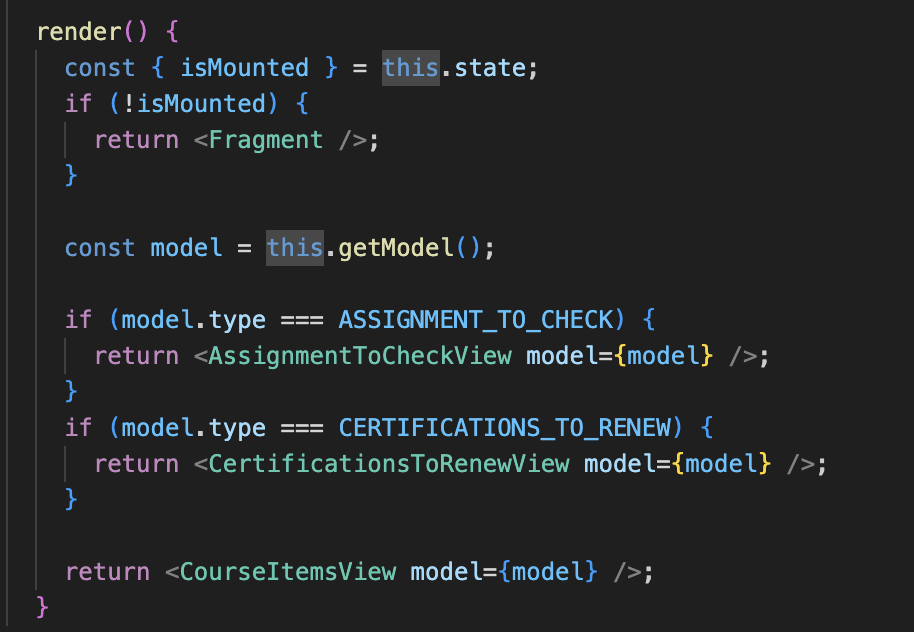 render() {
const { isMounted } = this.state;
if (!isMounted) {
return <Fragment />;
}
const model = this.getModel();
if (model.type === ASSIGNMENT_TO_CHECK) {
return <AssignmentToCheckView model={model} />;
}
if (model.type === CERTIFICATIONS_TO_RENEW) {
return <CertificationsToRenewView model={model} />;
}
return <CourseItemsView model={model} />;
}